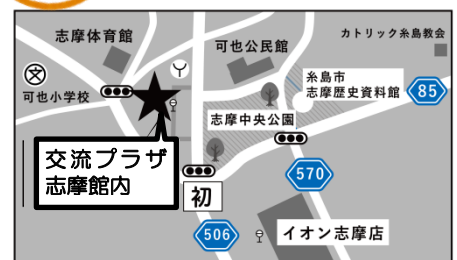 志摩体育館
可也公民館
カトリック糸島教会
文
可也小学校
糸島市
志摩歴史資料館
85
志摩中央公園
交流プラザ
志摩館内
初
570
506
イオン志摩店